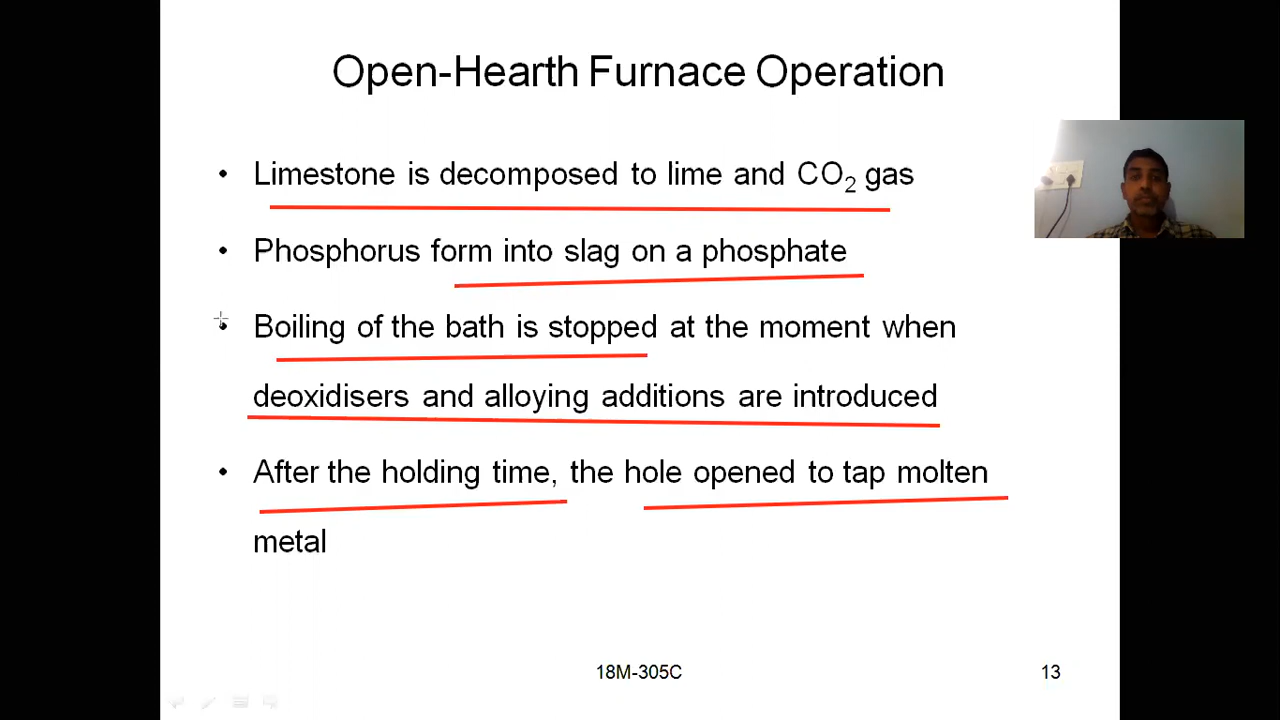 Open-Hearth Furnace Operation
• Limestone is decomposed to lime and CO₂ gas
• Phosphorus form into slag on a phosphate
• Boiling of the bath is stopped at the moment when
deoxidisers and alloying additions are introduced
• After the holding time, the hole opened to tap molten
metal
18M-305C
13